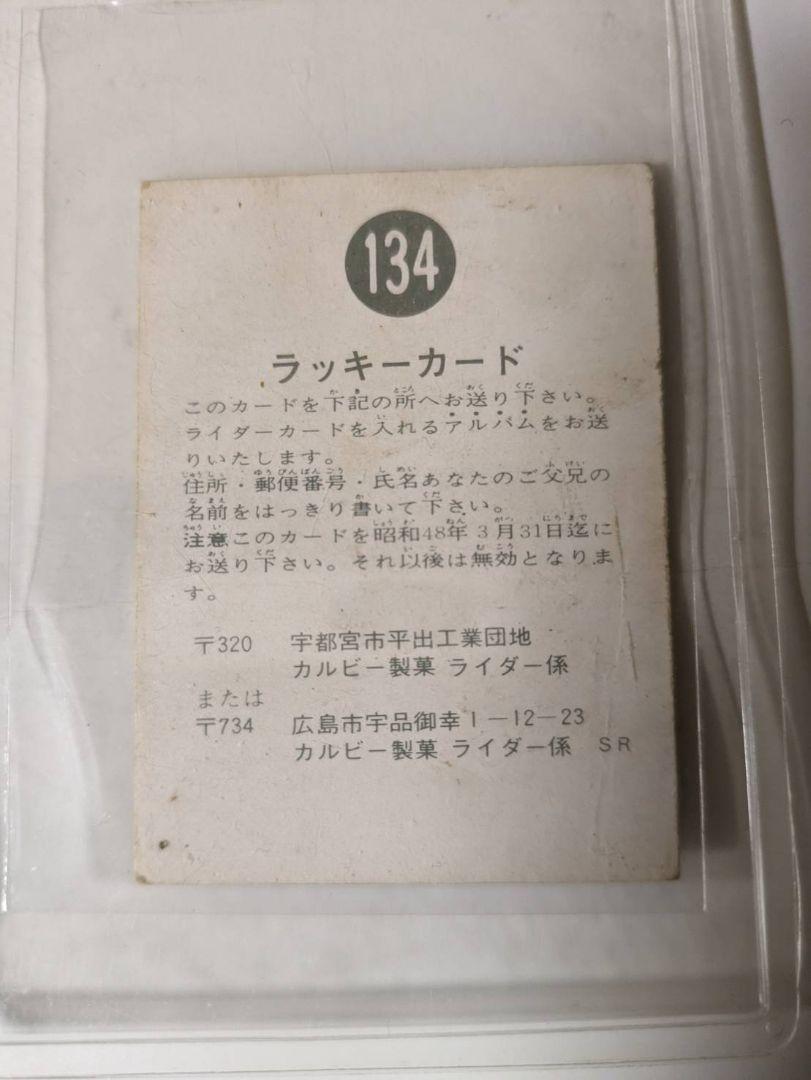 134
ラッキーカード
このカードを下記の所へお送り下さい。
ライダーカードを入れるアルバムをお送
りいたします。
住所・郵便番号・氏名あなたのご父兄の
名前をはっきり書いて下さい。
注意このカードを昭和48年3月31日迄に
お送り下さい。それ以後は無効となりま
す。
〒320 宇都宮市平出工業団地
カルビー製菓 ライダー係
または
〒734 広島市宇品御幸1-12-23
カルビー製菓 ライダー係 SR